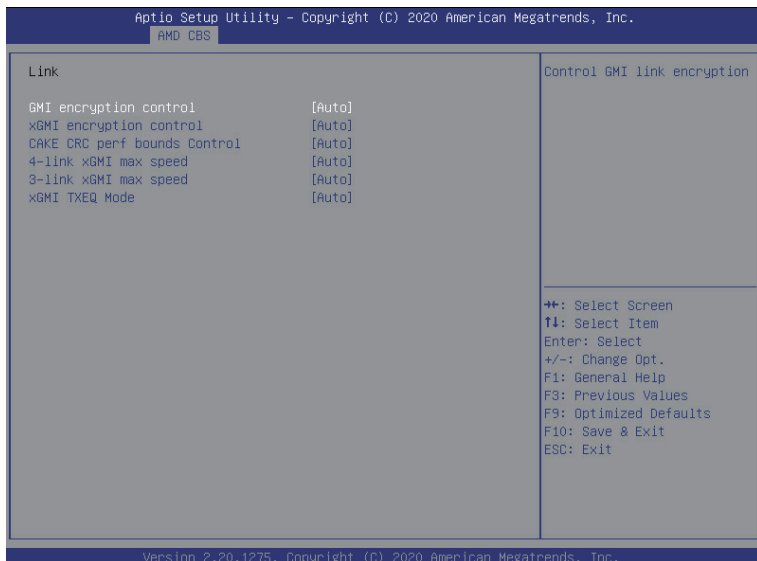 Aptio Setup Utility – Copyright (C) 2020 American Megatrends, Inc.
AMD CBS
Link
GMI encryption control [Auto]
xGMI encryption control [Auto]
CAKE CRC perf bounds Control [Auto]
4-link xGMI max speed [Auto]
3-link xGMI max speed [Auto]
xGMI TXEQ Mode [Auto]
Control GMI link encryption
→←: Select Screen
↑↓: Select Item
Enter: Select
+/-: Change Opt.
F1: General Help
F3: Previous Values
F9: Optimized Defaults
F10: Save & Exit
ESC: Exit
Version 2.20.1275. Copyright (C) 2020 American Megatrends, Inc.